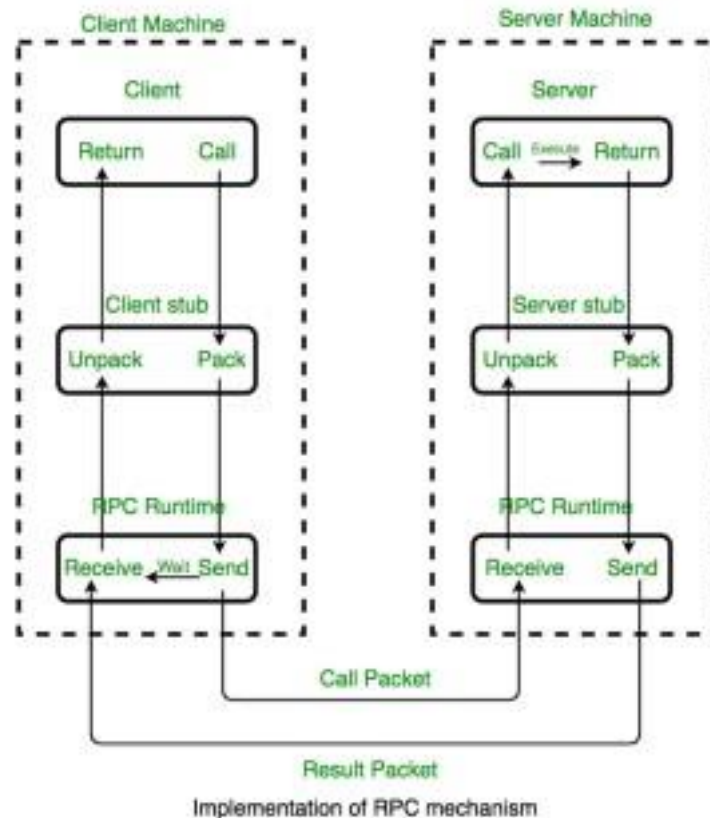 Client Machine
Server Machine
Client
Server
Return Call
Call Execute Return
Client stub
Server stub
Unpack Pack
Unpack Pack
RPC Runtime
RPC Runtime
Receive Wait Send
Receive Send
Call Packet
Result Packet
Implementation of RPC mechanism